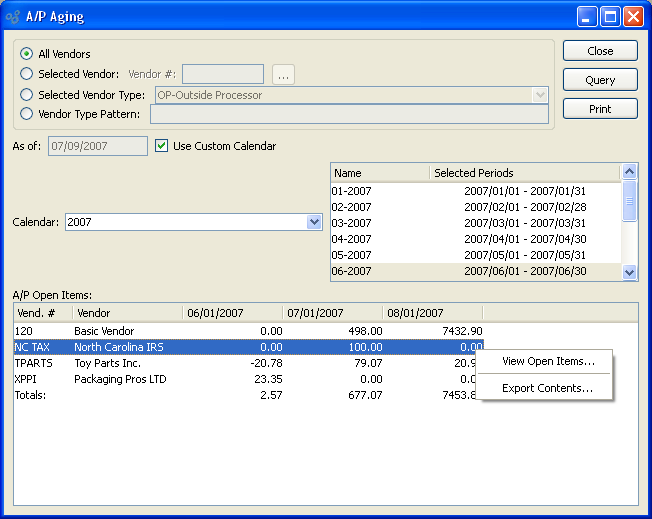 A/P Aging
All Vendors
Selected Vendor: Vendor #: ...
Selected Vendor Type: OP-Outside Processor
Vendor Type Pattern:
Close
Query
Print
As of: 07/09/2007 Use Custom Calendar
Calendar: 2007
Name Selected Periods
01-2007 2007/01/01 - 2007/01/31
02-2007 2007/02/01 - 2007/02/28
03-2007 2007/03/01 - 2007/03/31
04-2007 2007/04/01 - 2007/04/30
05-2007 2007/05/01 - 2007/05/31
06-2007 2007/06/01 - 2007/06/30
A/P Open Items:
Vend. # Vendor 06/01/2007 07/01/2007 08/01/2007
120 Basic Vendor 0.00 498.00 7432.90
NC TAX North Carolina IRS 0.00 100.00 0.00
TPARTS Toy Parts Inc. -20.78 79.07 20.9
XPPI Packaging Pros LTD 23.35 0.00 0.00
Totals: 2.57 677.07 7453.8
View Open Items...
Export Contents...